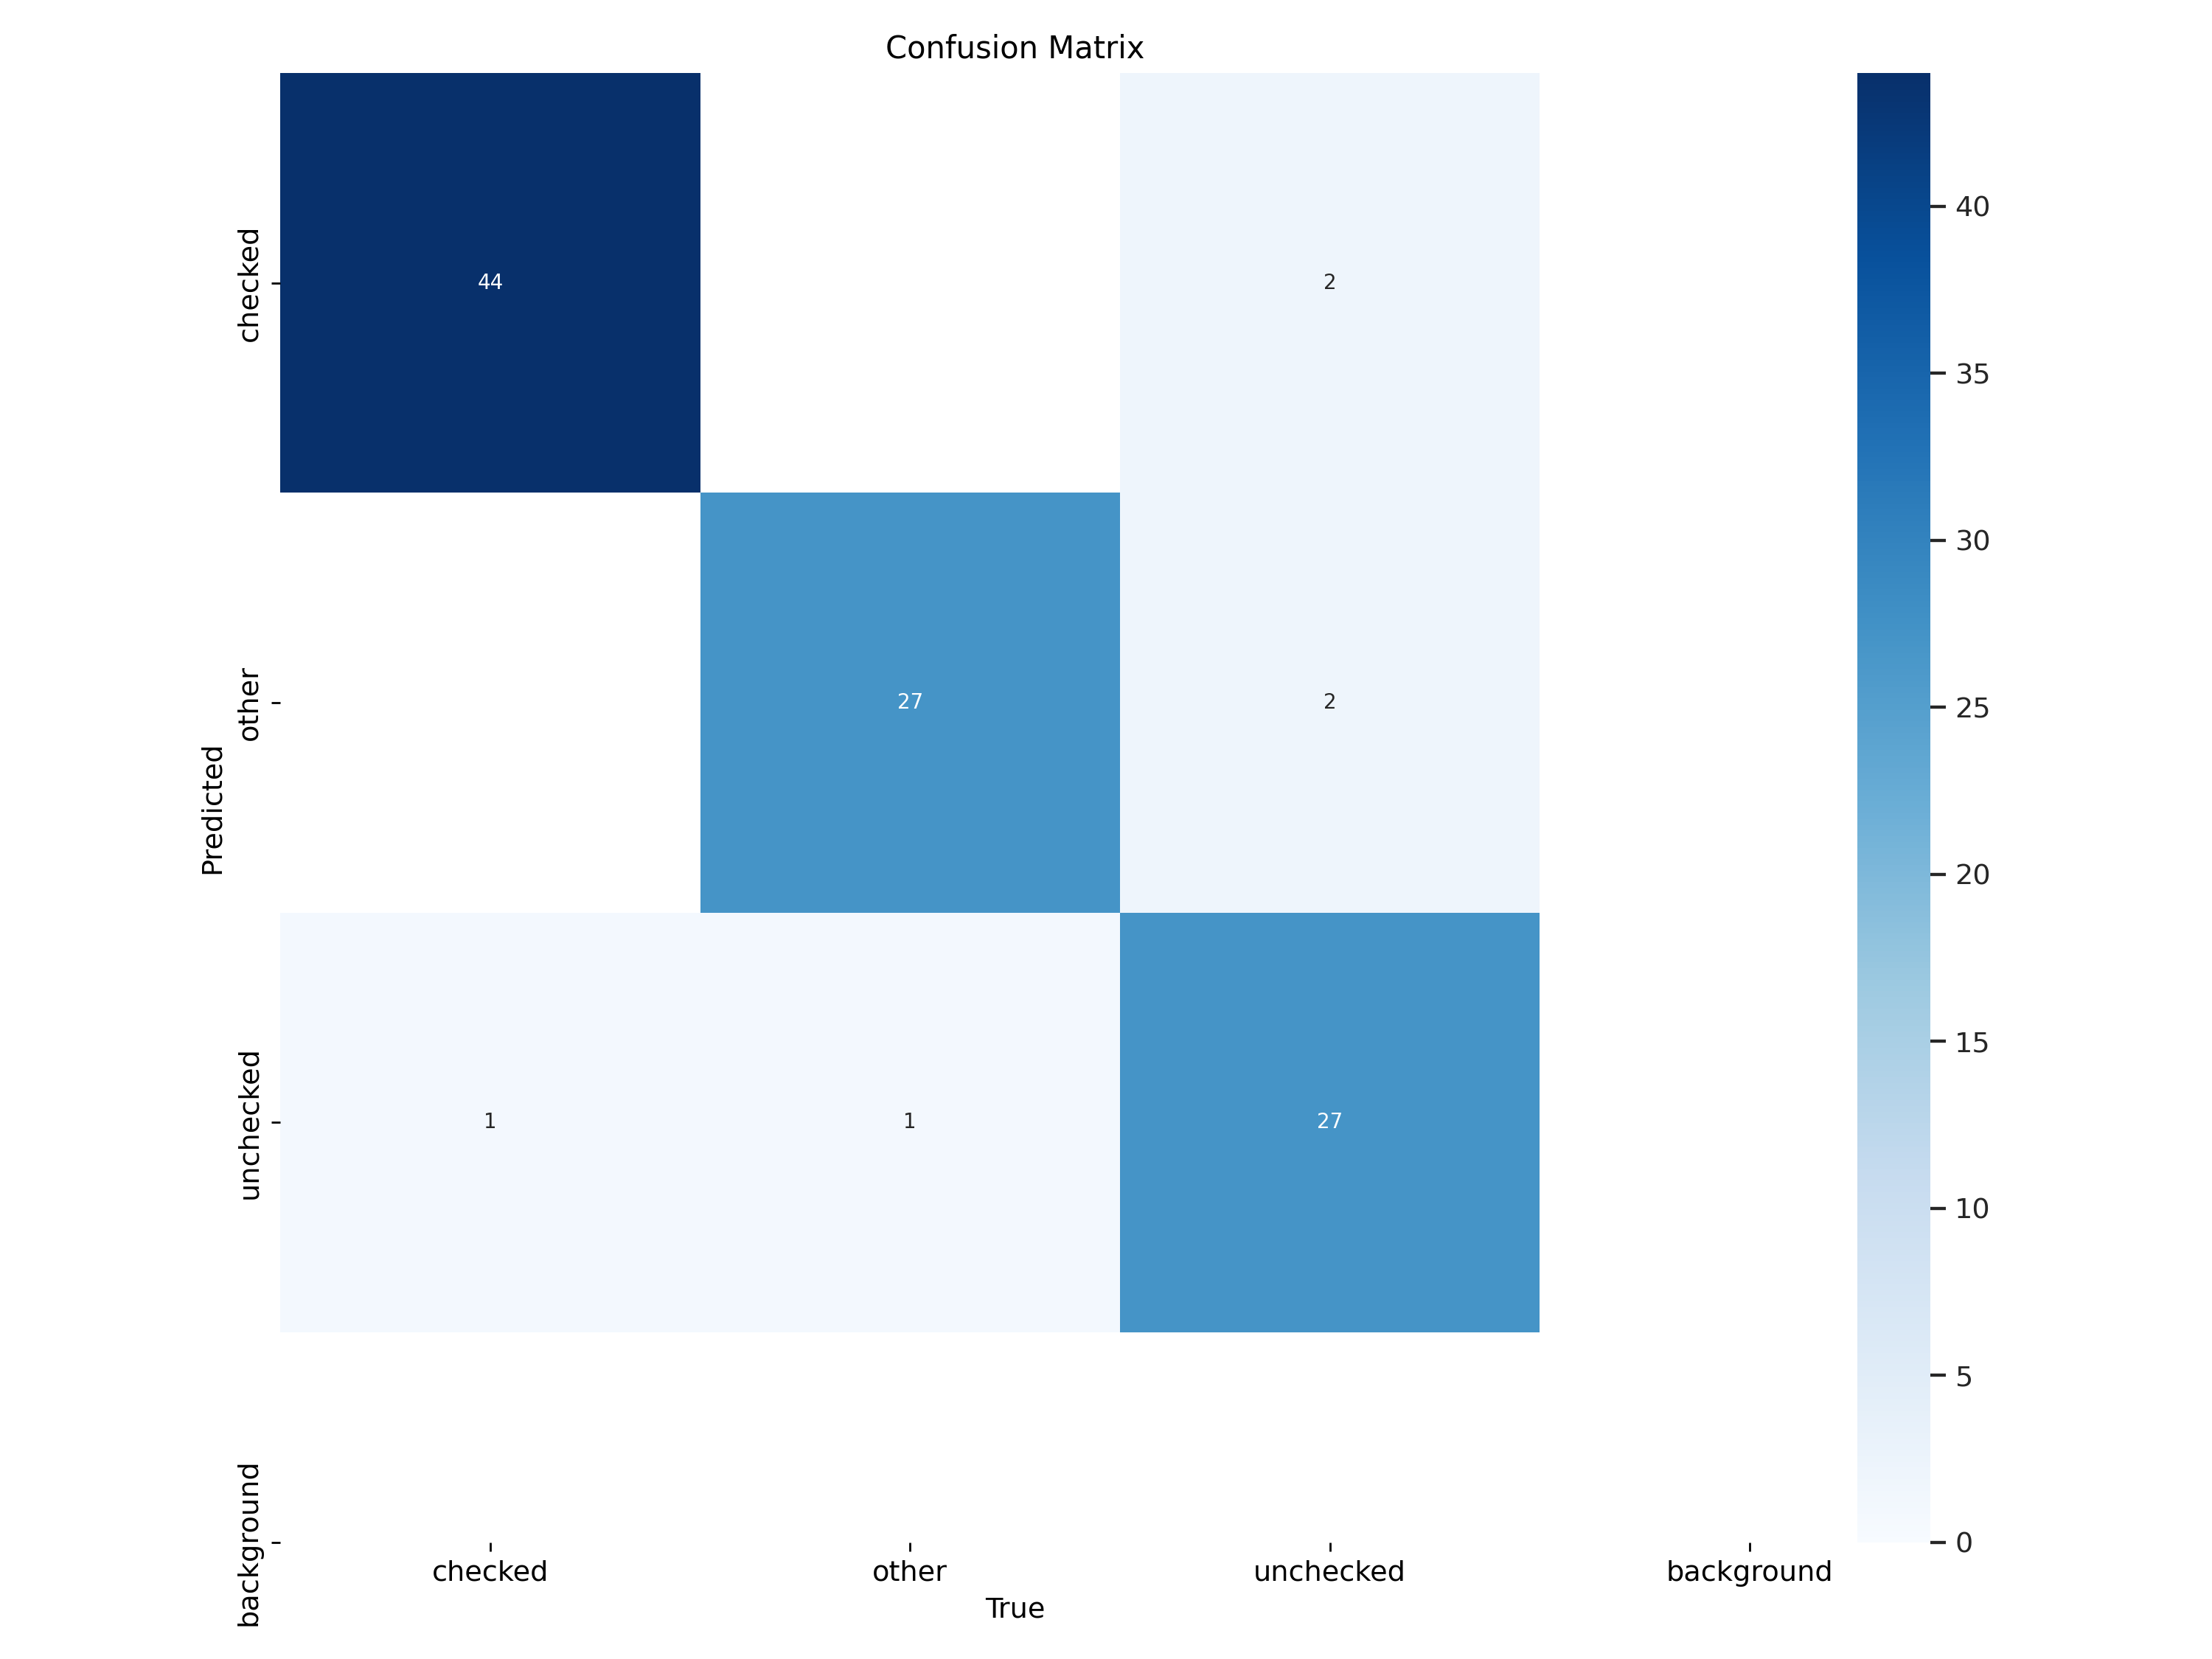 Confusion Matrix
checked
44
2
40
35
30
other
27
2
25
Predicted
20
unchecked
1
1
27
15
10
5
background
0
checked other unchecked background
True